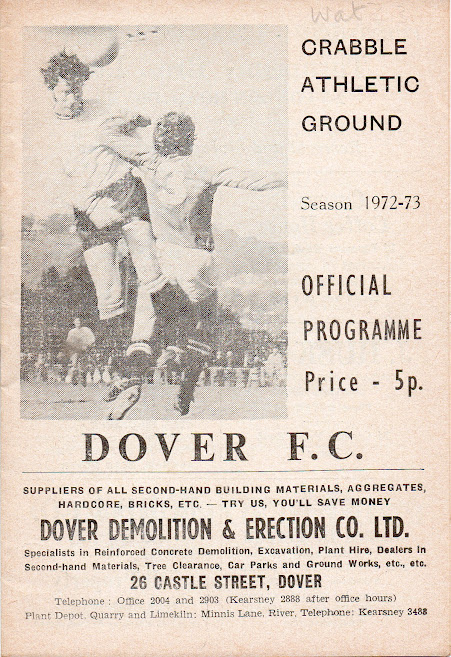 Wat
CRABBLE
ATHLETIC
GROUND
Season 1972-73
OFFICIAL
PROGRAMME
Price - 5p.
DOVER F.C.
SUPPLIERS OF ALL SECOND-HAND BUILDING MATERIALS, AGGREGATES,
HARDCORE, BRICKS, ETC. — TRY US, YOU'LL SAVE MONEY
DOVER DEMOLITION & ERECTION CO. LTD.
Specialists in Reinforced Concrete Demolition, Excavation, Plant Hire, Dealers in
Second-hand Materials, Tree Clearance, Car Parks and Ground Works, etc., etc.
26 CASTLE STREET, DOVER
Telephone : Office 2004 and 2903 (Kearsney 2888 after office hours)
Plant Depot, Quarry and Limekiln: Minnis Lane, River, Telephone: Kearsney 3488